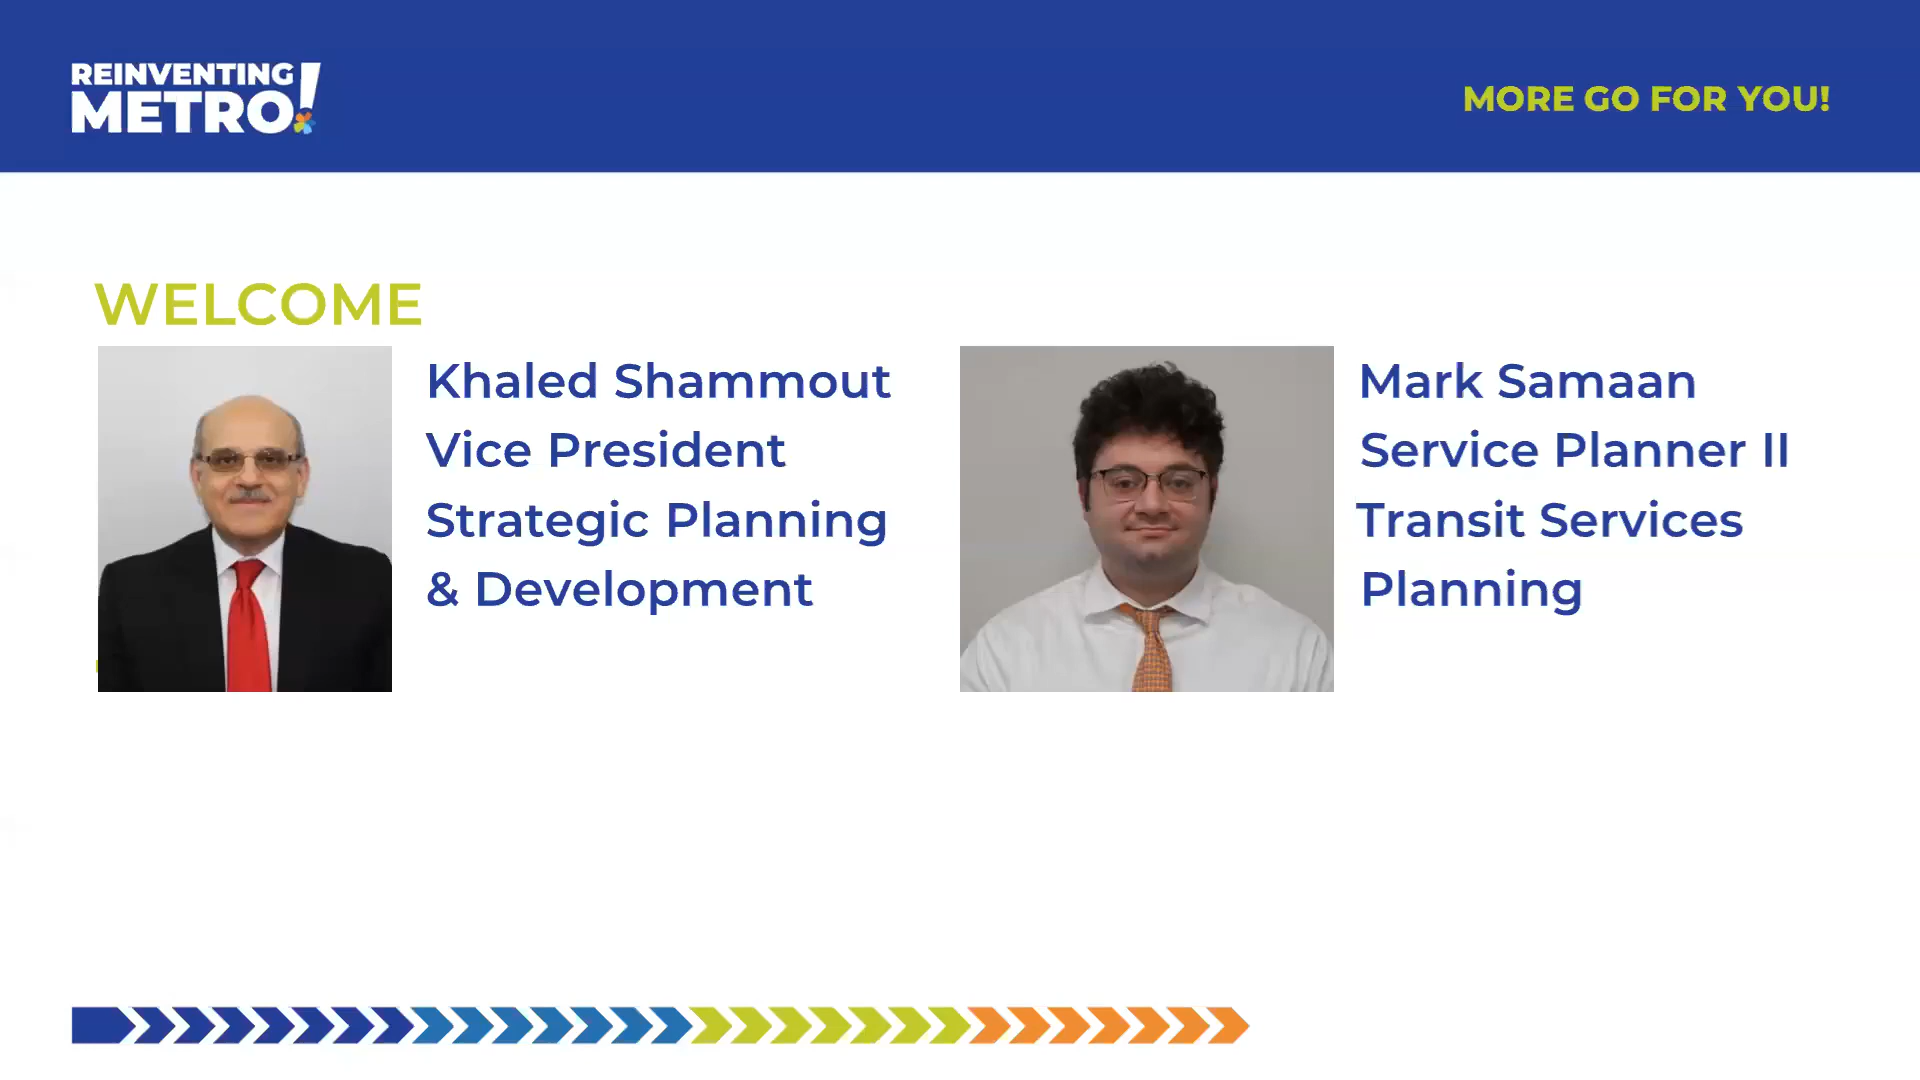 REINVENTING
METRO!
MORE GO FOR YOU!
WELCOME
Khaled Shammout
Vice President
Strategic Planning
& Development
Mark Samaan
Service Planner II
Transit Services
Planning